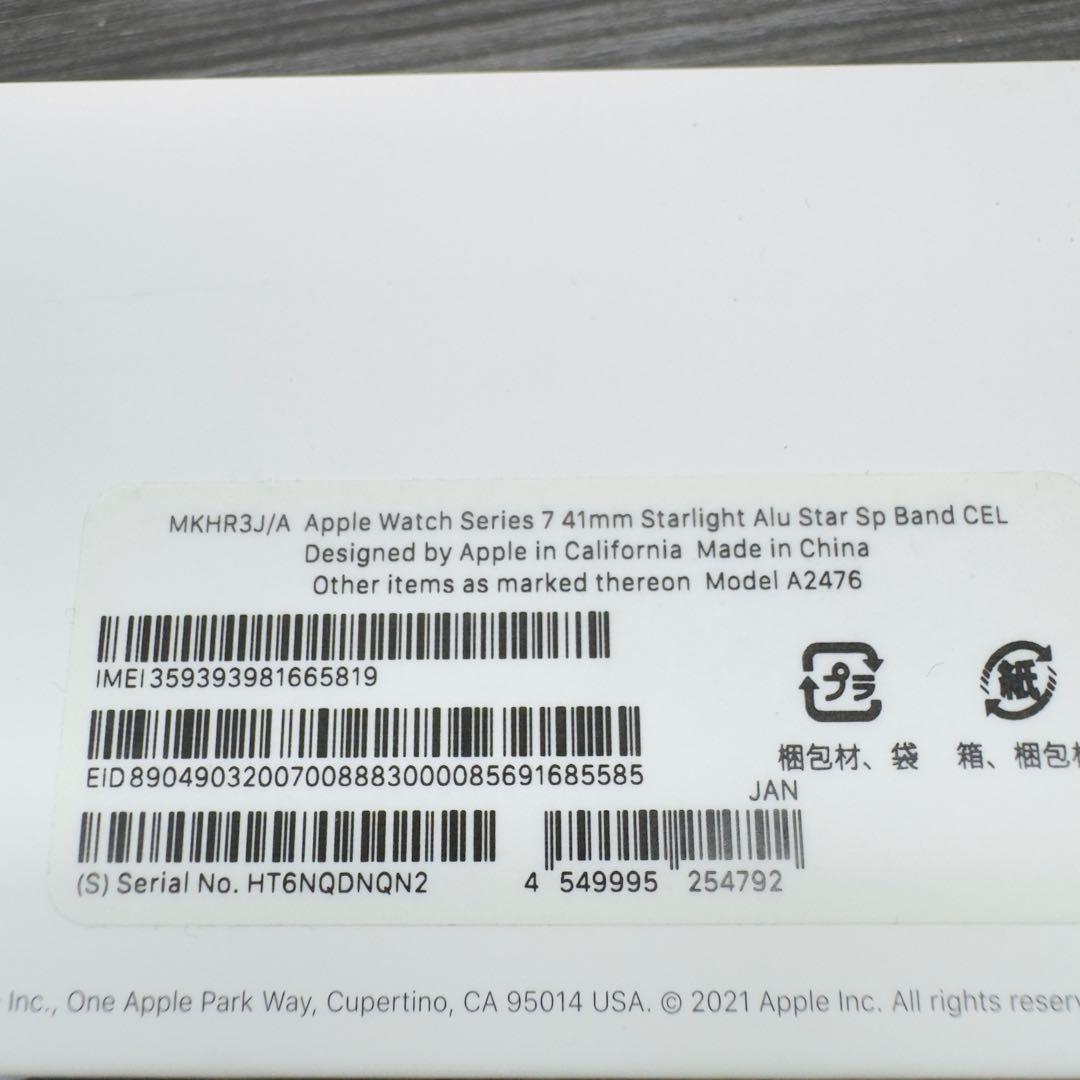 MKHR3J/A Apple Watch Series 7 41mm Starlight Alu Star Sp Band CEL
Designed by Apple in California Made in China
Other items as marked thereon Model A2476
IMEI 359393981665819
プラ
紙
EID 89049032007008883000085691685585
梱包材、袋 箱、梱包材
JAN
(S) Serial No. HT6NQDNQN2
4 549995 254792
Inc., One Apple Park Way, Cupertino, CA 95014 USA. © 2021 Apple Inc. All rights reserv